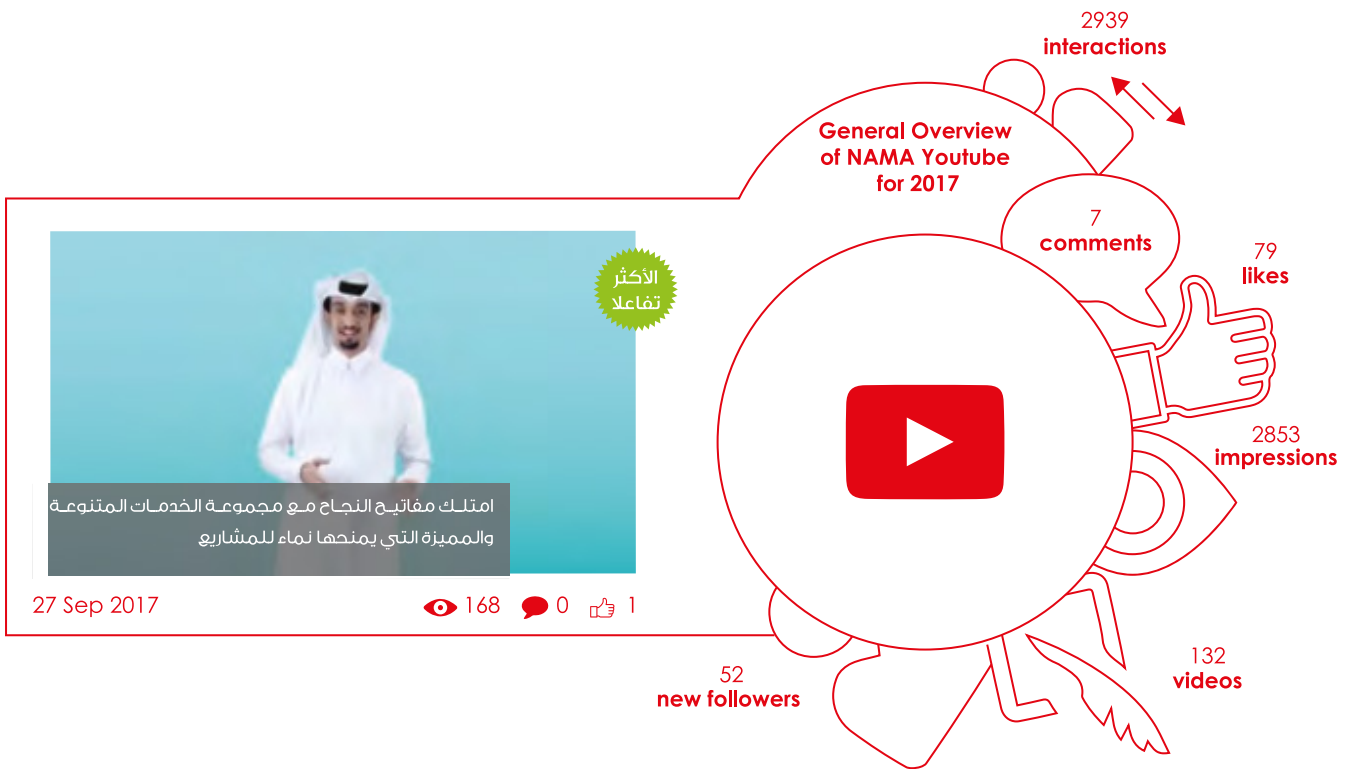 2939
interactions
General Overview
of NAMA Youtube
for 2017
7
comments
79
likes
الأكثر
تفاعلا
2853
impressions
امتلـك مفاتيـح النجـاح مـع مجموعـة الخدمـات المتنوعـة
والمميزة التي يمنحها نماء للمشاريع
27 Sep 2017
168
0
1
132
videos
52
new followers